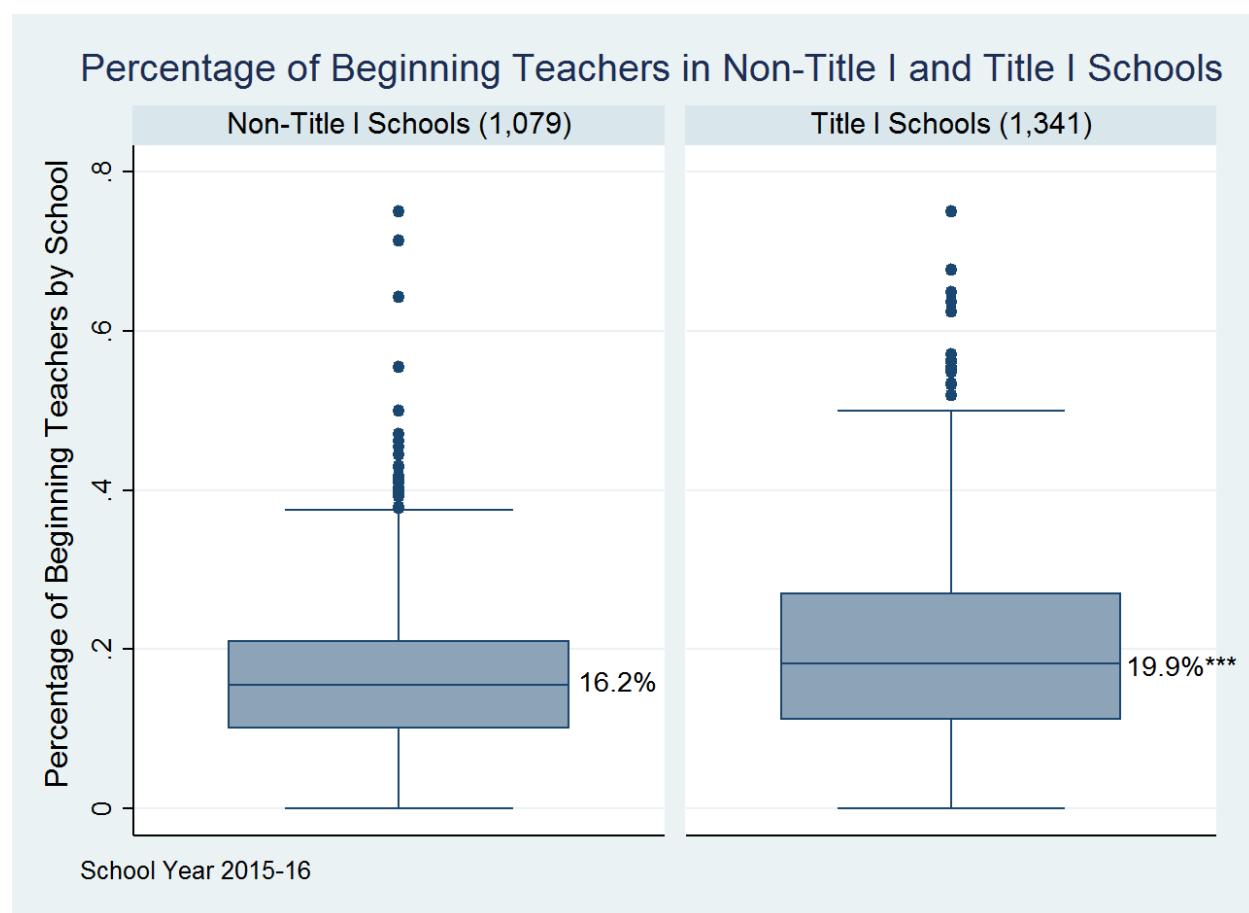 Percentage of Beginning Teachers in Non-Title I and Title I Schools
Non-Title I Schools (1,079)
Title I Schools (1,341)
Percentage of Beginning Teachers by School
.8
.6
.4
.2
0
16.2%
19.9%***
School Year 2015-16